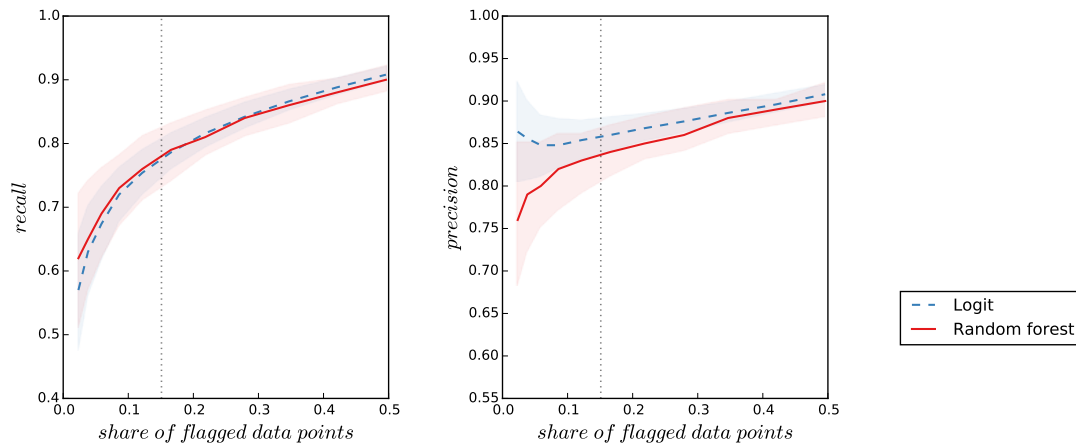 1.0
0.9
0.8
0.7
0.6
0.5
0.4
recall
0.0 0.1 0.2 0.3 0.4 0.5
share of flagged data points
1.00
0.95
0.90
0.85
0.80
0.75
0.70
0.65
0.60
0.55
precision
0.0 0.1 0.2 0.3 0.4 0.5
share of flagged data points
Logit
Random forest